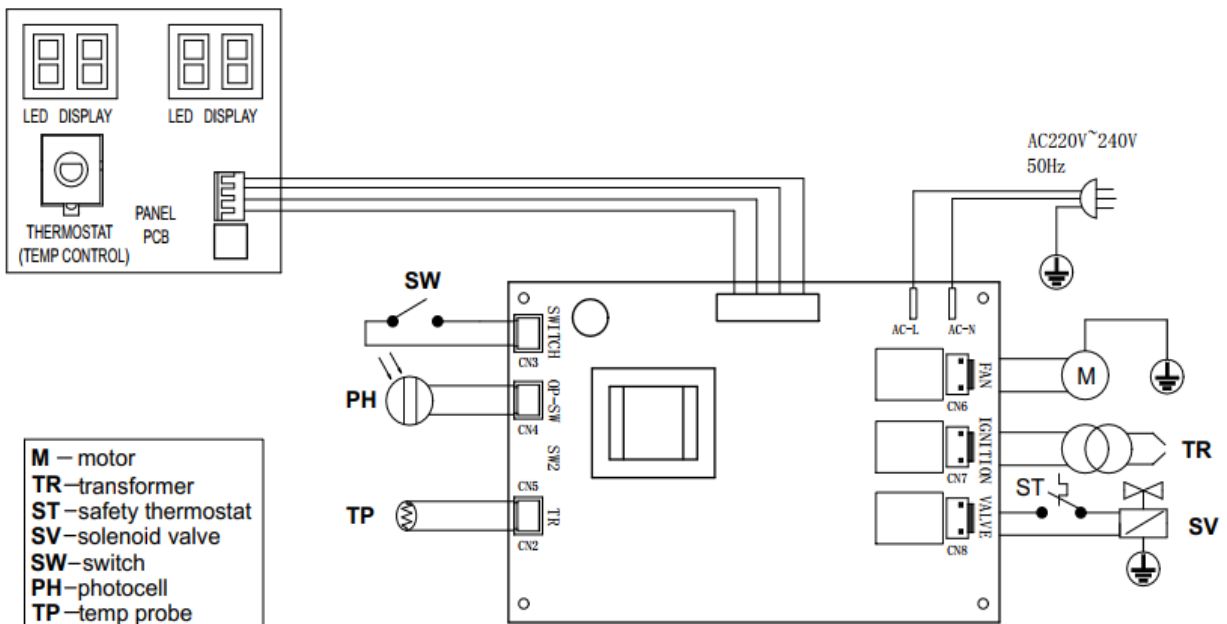 LED DISPLAY
LED DISPLAY
THERMOSTAT
(TEMP CONTROL)
PANEL
PCB
AC220V~240V
50Hz
SW
SWITCH
CN3
PH
OP-SW
CN4
SW2
CN5
TP
TR
CN2
AC-L
AC-N
FAN
CN6
M
IGNITION
CN7
TR
VALVE
CN8
ST
SV
M – motor
TR–transformer
ST–safety thermostat
SV–solenoid valve
SW–switch
PH–photocell
TP–temp probe